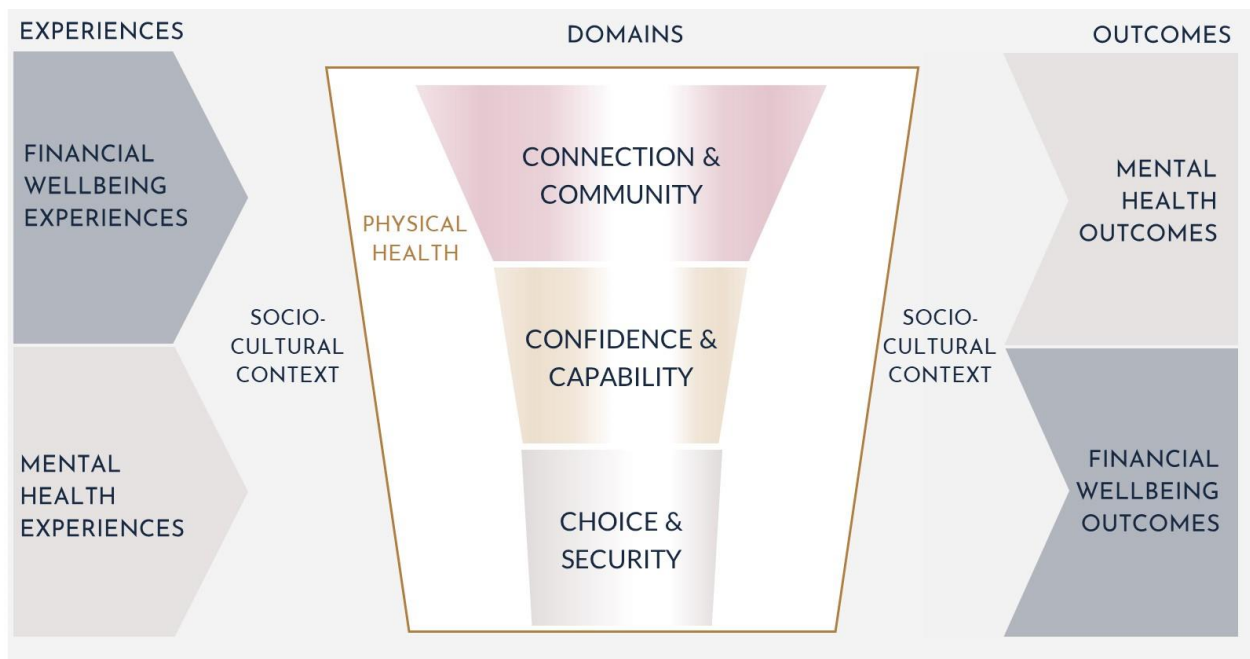 EXPERIENCES
DOMAINS
OUTCOMES
FINANCIAL
WELLBEING
EXPERIENCES
MENTAL
HEALTH
EXPERIENCES
SOCIO-
CULTURAL
CONTEXT
PHYSICAL
HEALTH
CONNECTION &
COMMUNITY
CONFIDENCE &
CAPABILITY
CHOICE &
SECURITY
SOCIO-
CULTURAL
CONTEXT
MENTAL
HEALTH
OUTCOMES
FINANCIAL
WELLBEING
OUTCOMES